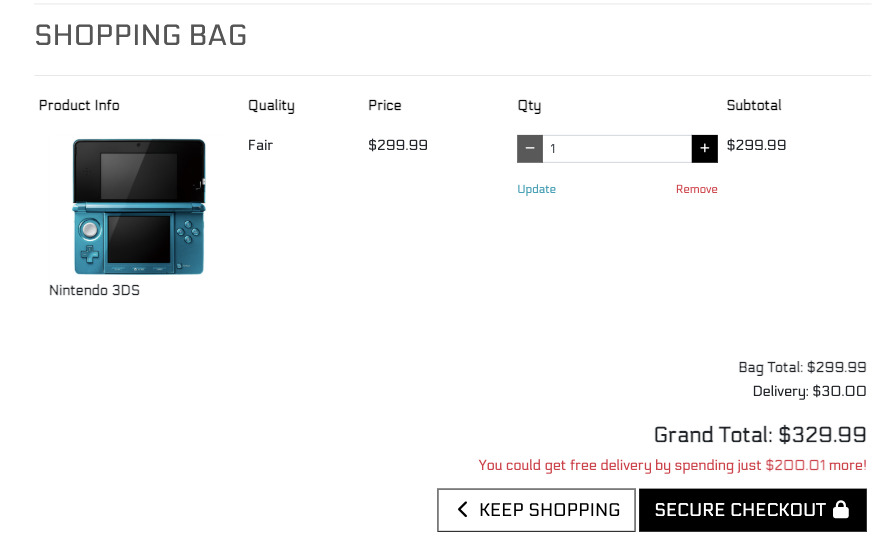 SHOPPING BAG
Product Info Quality Price Qty Subtotal
Fair $299.99 − 1 + $299.99
Update Remove
Nintendo 3DS
Bag Total: $299.99
Delivery: $30.00
Grand Total: $329.99
You could get free delivery by spending just $200.01 more!
KEEP SHOPPING SECURE CHECKOUT